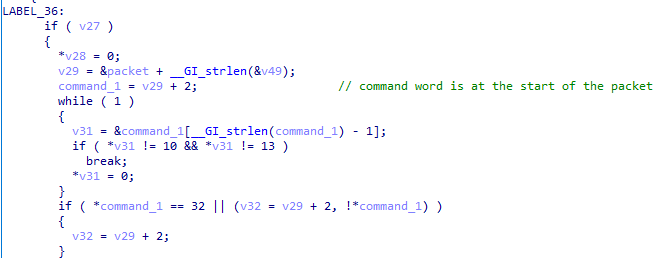 LABEL_36:
if ( v27 )
{
*v28 = 0;
v29 = &packet + __GI_strlen(&v49);
command_1 = v29 + 2; // command word is at the start of the packet
while ( 1 )
{
v31 = &command_1[__GI_strlen(command_1) - 1];
if ( *v31 != 10 && *v31 != 13 )
break;
*v31 = 0;
}
if ( *command_1 == 32 || (v32 = v29 + 2, !*command_1) )
{
v32 = v29 + 2;
}